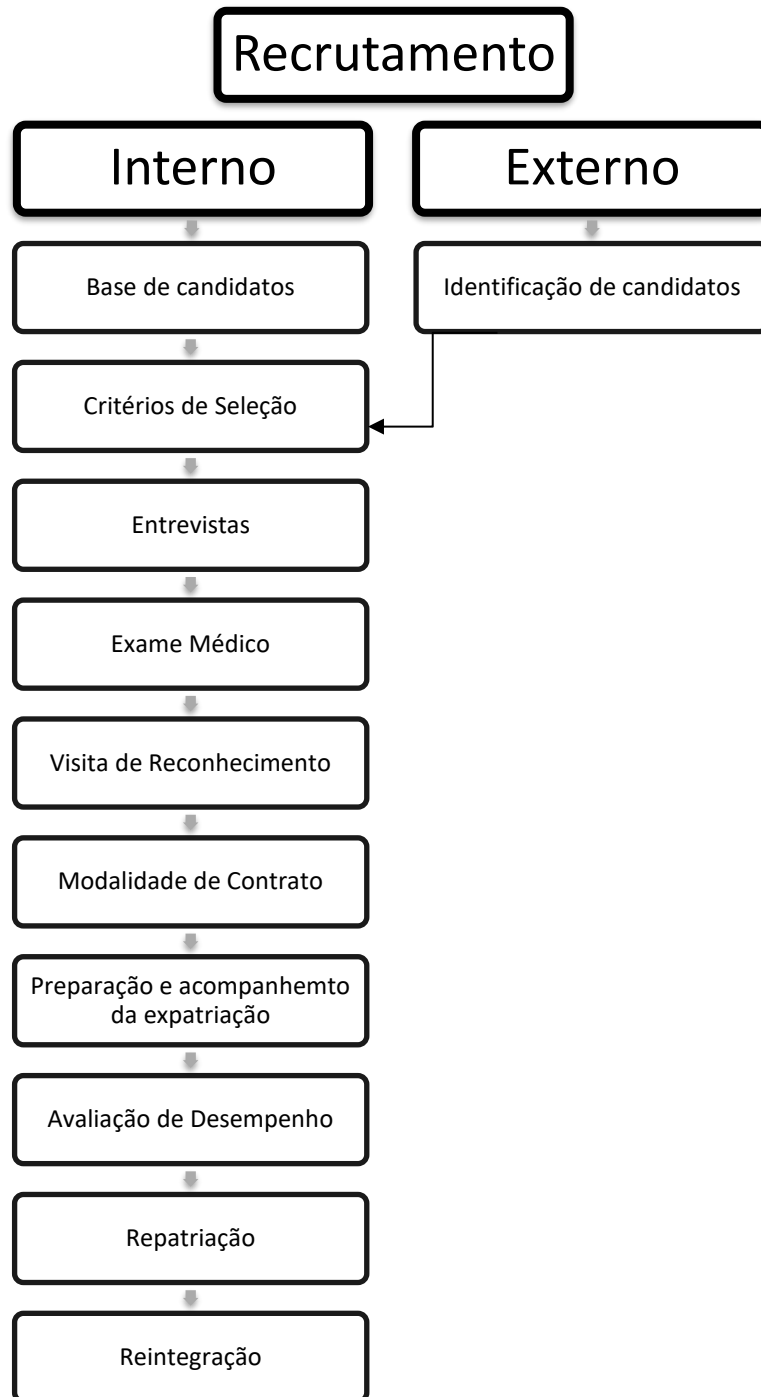 Recrutamento
Interno
Externo
Base de candidatos
Identificação de candidatos
Critérios de Seleção
Entrevistas
Exame Médico
Visita de Reconhecimento
Modalidade de Contrato
Preparação e acompanhemto
da expatriação
Avaliação de Desempenho
Repatriação
Reintegração